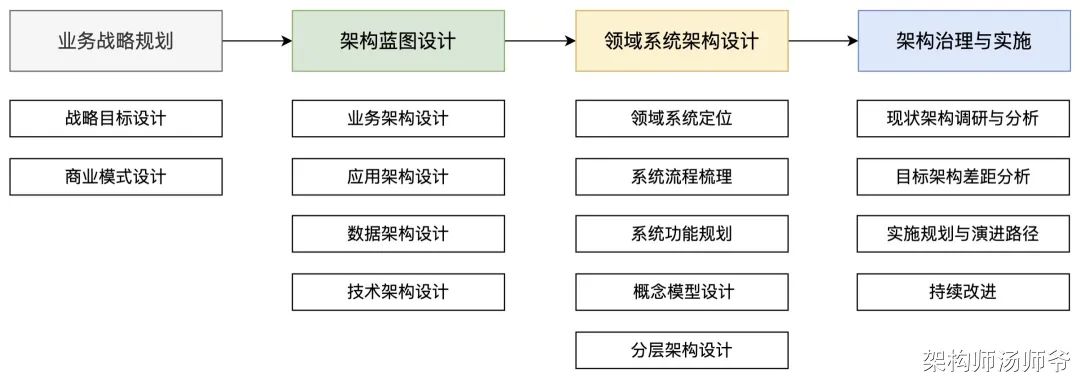 业务战略规划
架构蓝图设计
领域系统架构设计
架构治理与实施
战略目标设计
商业模式设计
业务架构设计
应用架构设计
数据架构设计
技术架构设计
领域系统定位
系统流程梳理
系统功能规划
概念模型设计
分层架构设计
现状架构调研与分析
目标架构差距分析
实施规划与演进路径
持续改进
架构师汤师爷